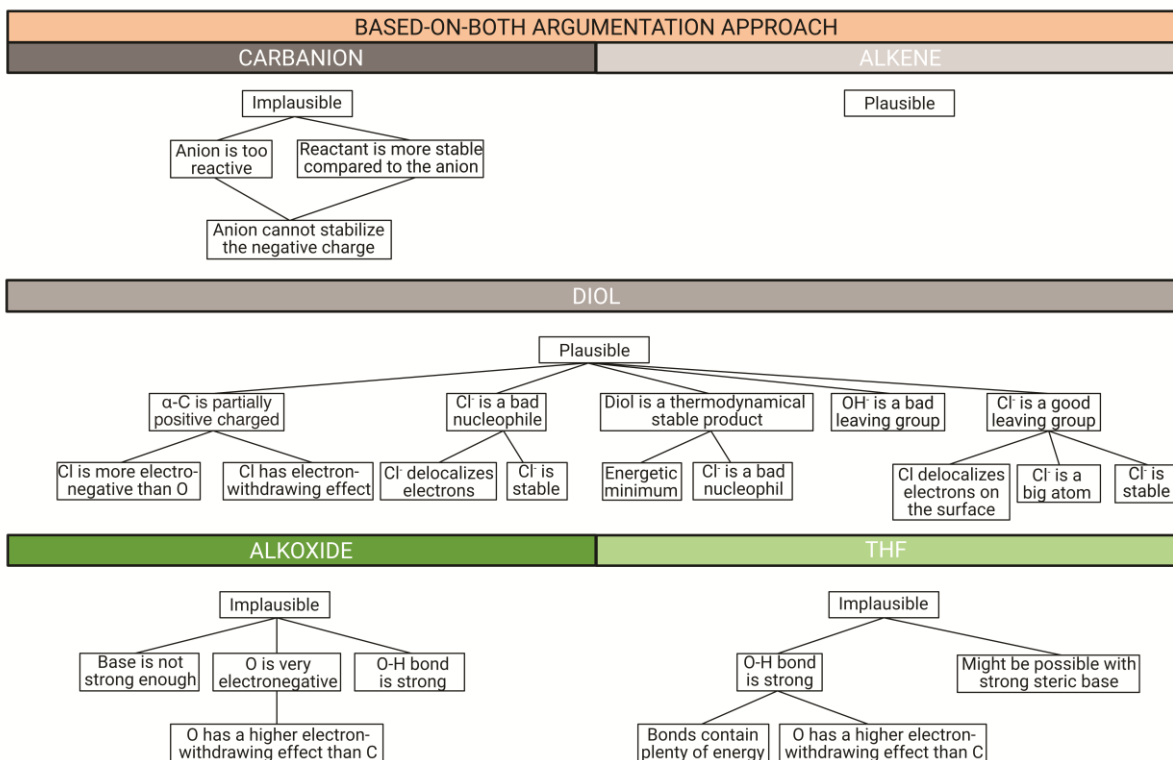 BASED-ON-BOTH ARGUMENTATION APPROACH
CARBANION
ALKENE
Implausible
Plausible
Anion is too
reactive
Reactant is more stable
compared to the anion
Anion cannot stabilize
the negative charge
DIOL
Plausible
α-C is partially
positive charged
Cl⁻ is a bad
nucleophile
Diol is a thermodynamical
stable product
OH⁻ is a bad
leaving group
Cl⁻ is a good
leaving group
Cl is more electro-
negative than O
Cl has electron-
withdrawing effect
Cl⁻ delocalizes
electrons
Cl⁻ is
stable
Energetic
minimum
Cl⁻ is a bad
nucleophil
Cl delocalizes
electrons on
the surface
Cl⁻ is a
big atom
Cl⁻ is
stable
ALKOXIDE
THF
Implausible
Implausible
Base is not
strong enough
O is very
electronegative
O-H bond
is strong
O-H bond
is strong
Might be possible with
strong steric base
O has a higher electron-
withdrawing effect than C
Bonds contain
plenty of energy
O has a higher electron-
withdrawing effect than C